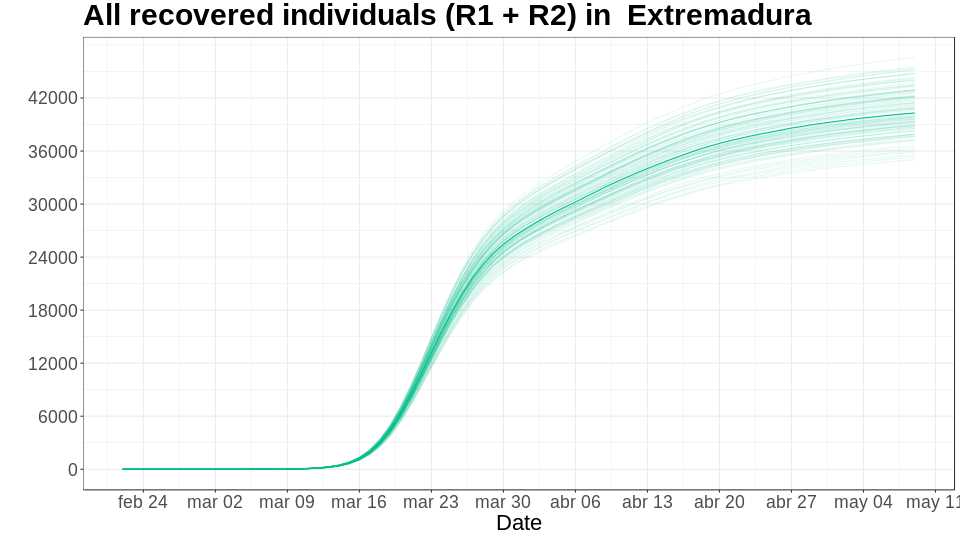 All recovered individuals (R1 + R2) in  Extremadura
42000
36000
30000
24000
18000
12000
6000
0
feb 24 mar 02 mar 09 mar 16 mar 23 mar 30 abr 06 abr 13 abr 20 abr 27 may 04 may 11
Date